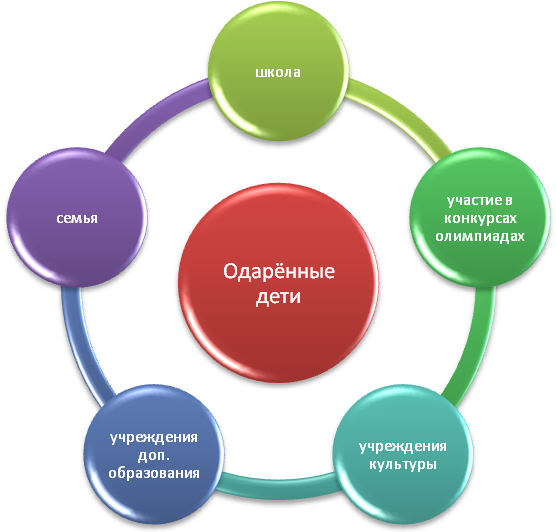 школа
участие в
конкурсах
олимпиадах
учреждения
культуры
учреждения
доп.
образования
семья
Одарённые
дети